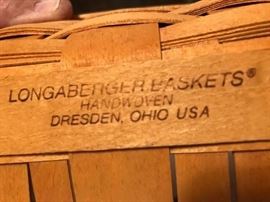 LONGABERGER BASKETS®
HANDWOVEN
DRESDEN, OHIO USA